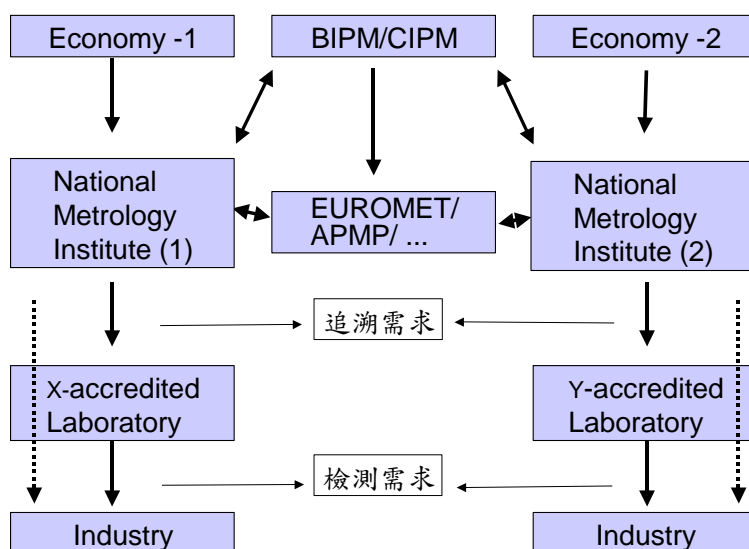 Economy -1
BIPM/CIPM
Economy -2
National
Metrology
Institute (1)
EUROMET/
APMP/ ...
National
Metrology
Institute (2)
追溯需求
X-accredited
Laboratory
Y-accredited
Laboratory
檢測需求
Industry
Industry